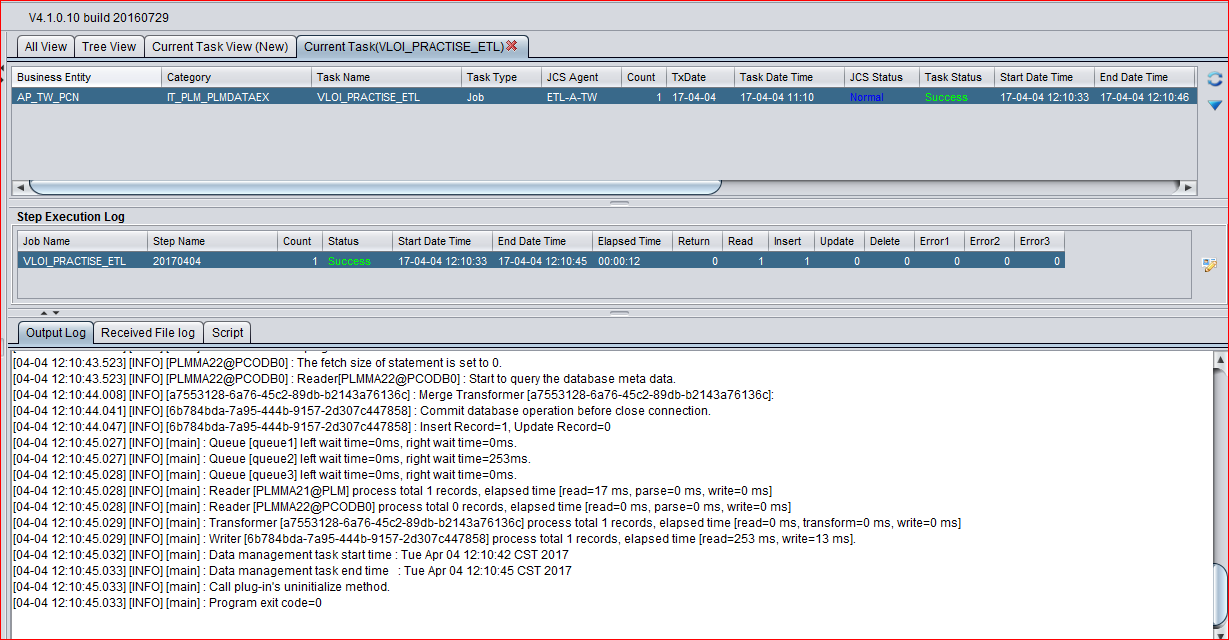 V4.1.0.10 build 20160729
All View Tree View Current Task View (New) Current Task(VLOI_PRACTISE_ETL)
Business Entity Category Task Name Task Type JCS Agent Count TxDate Task Date Time JCS Status Task Status Start Date Time End Date Time
AP_TW_PCN IT_PLM_PLMDATAEX VLOI_PRACTISE_ETL Job ETL-A-TW 1 17-04-04 17-04-04 11:10 Normal Success 17-04-04 12:10:33 17-04-04 12:10:46
Step Execution Log
Job Name Step Name Count Status Start Date Time End Date Time Elapsed Time Return Read Insert Update Delete Error1 Error2 Error3
VLOI_PRACTISE_ETL 20170404 1 Success 17-04-04 12:10:33 17-04-04 12:10:45 00:00:12 0 1 1 0 0 0 0 0
Output Log Received File log Script
[04-04 12:10:43.523] [INFO] [PLMMA22@PCODB0] : The fetch size of statement is set to 0.
[04-04 12:10:43.523] [INFO] [PLMMA22@PCODB0] : Reader[PLMMA22@PCODB0] : Start to query the database meta data.
[04-04 12:10:44.008] [INFO] [a7553128-6a76-45c2-89db-b2143a76136c] : Merge Transformer [a7553128-6a76-45c2-89db-b2143a76136c]:
[04-04 12:10:44.041] [INFO] [6b784bda-7a95-444b-9157-2d307c447858] : Commit database operation before close connection.
[04-04 12:10:44.047] [INFO] [6b784bda-7a95-444b-9157-2d307c447858] : Insert Record=1, Update Record=0
[04-04 12:10:45.027] [INFO] [main] : Queue [queue1] left wait time=0ms, right wait time=0ms.
[04-04 12:10:45.027] [INFO] [main] : Queue [queue2] left wait time=0ms, right wait time=253ms.
[04-04 12:10:45.028] [INFO] [main] : Queue [queue3] left wait time=0ms, right wait time=0ms.
[04-04 12:10:45.028] [INFO] [main] : Reader [PLMMA21@PLM] process total 1 records, elapsed time [read=17 ms, parse=0 ms, write=0 ms]
[04-04 12:10:45.028] [INFO] [main] : Reader [PLMMA22@PCODB0] process total 0 records, elapsed time [read=0 ms, parse=0 ms, write=0 ms]
[04-04 12:10:45.029] [INFO] [main] : Transformer [a7553128-6a76-45c2-89db-b2143a76136c] process total 1 records, elapsed time [read=0 ms, transform=0 ms, write=0 ms]
[04-04 12:10:45.029] [INFO] [main] : Writer [6b784bda-7a95-444b-9157-2d307c447858] process total 1 records, elapsed time [read=253 ms, write=13 ms].
[04-04 12:10:45.032] [INFO] [main] : Data management task start time : Tue Apr 04 12:10:42 CST 2017
[04-04 12:10:45.033] [INFO] [main] : Data management task end time : Tue Apr 04 12:10:45 CST 2017
[04-04 12:10:45.033] [INFO] [main] : Call plug-in's uninitialize method.
[04-04 12:10:45.033] [INFO] [main] : Program exit code=0